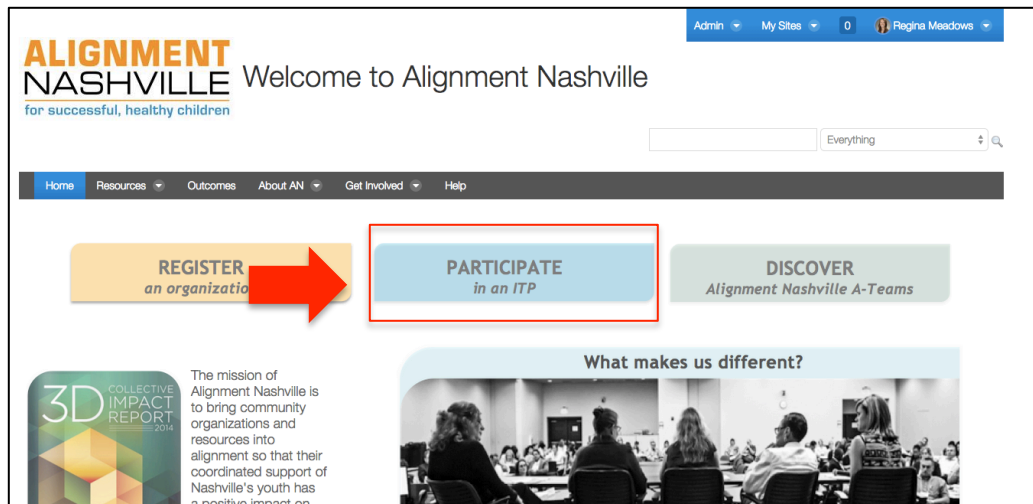 Admin My Sites 0 Regina Meadows
ALIGNMENT
NASHVILLE
for successful, healthy children
Welcome to Alignment Nashville
Everything
Home Resources Outcomes About AN Get Involved Help
REGISTER
an organizatio
PARTICIPATE
in an ITP
DISCOVER
Alignment Nashville A-Teams
3D COLLECTIVE
IMPACT
REPORT
2014
The mission of
Alignment Nashville is
to bring community
organizations and
resources into
alignment so that their
coordinated support of
Nashville's youth has
a positive impact on
What makes us different?